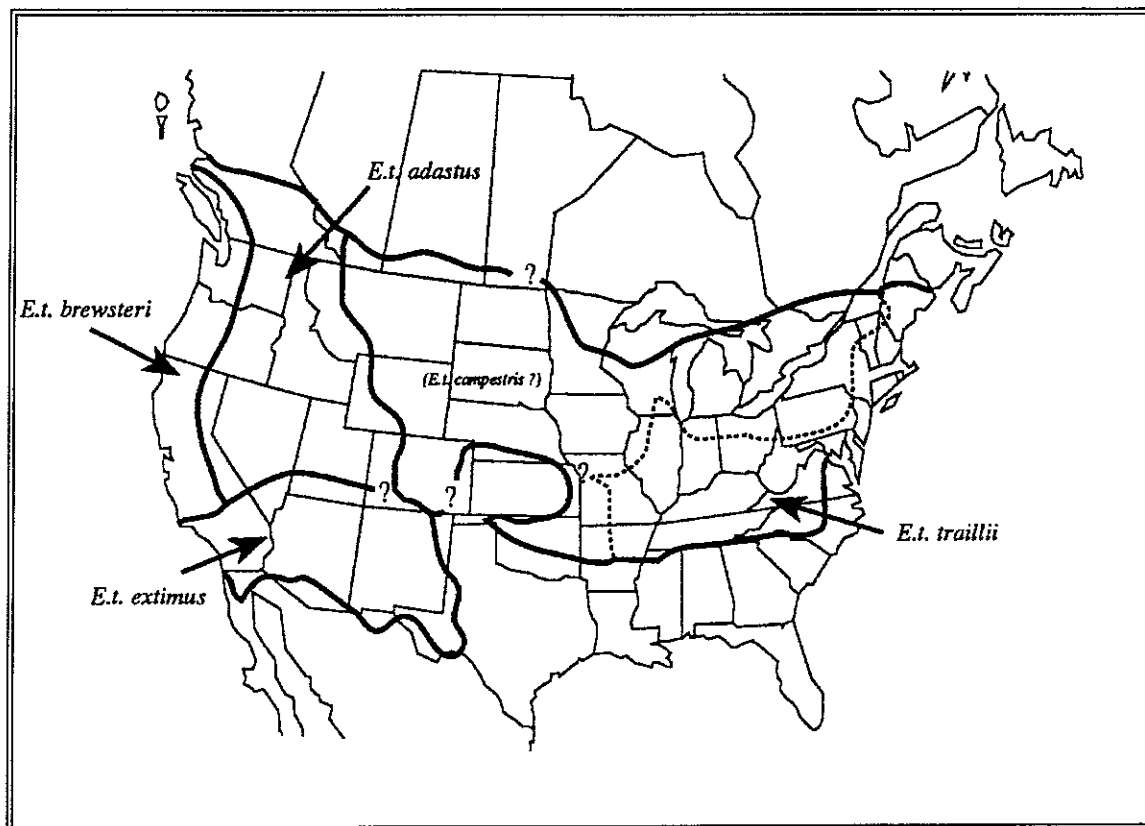 E.t. adastus
?
E.t. brewsteri
(E.t. campestris ?)
?
? ?
E.t. traillii
E.t. extimus